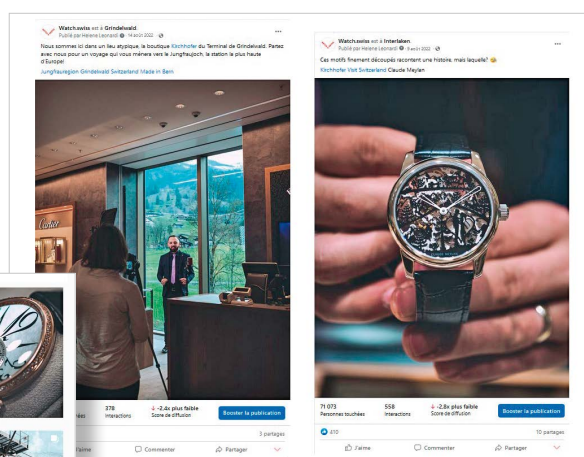 Watch.swiss est à Grindelwald.
Publié par Helene Leonardi · 14 août 2022 ·
Nous sommes ici dans un lieu atypique, la boutique Kirchhofer du Terminal de Grindelwald. Partez
avec nous pour un voyage qui vous mènera vers le Jungfraujoch, la station la plus haute
d'Europe!
Jungfrauregion Grindelwald Switzerland Made in Bern
Cartier
378
Interactions
↓ -2,4x plus faible
Score de diffusion
Booster la publication
3 partages
J'aime
Commenter
Partager
Watch.swiss est à Interlaken.
Publié par Helene Leonardi · 5 août 2022 ·
Ces motifs finement découpés racontent une histoire, mais laquelle? 🤔
Kirchhofer Visit Switzerland Claude Meylan
71 073
Personnes touchées
558
Interactions
↓ -2,8x plus faible
Score de diffusion
Booster la publication
410
10 partages
J'aime
Commenter
Partager